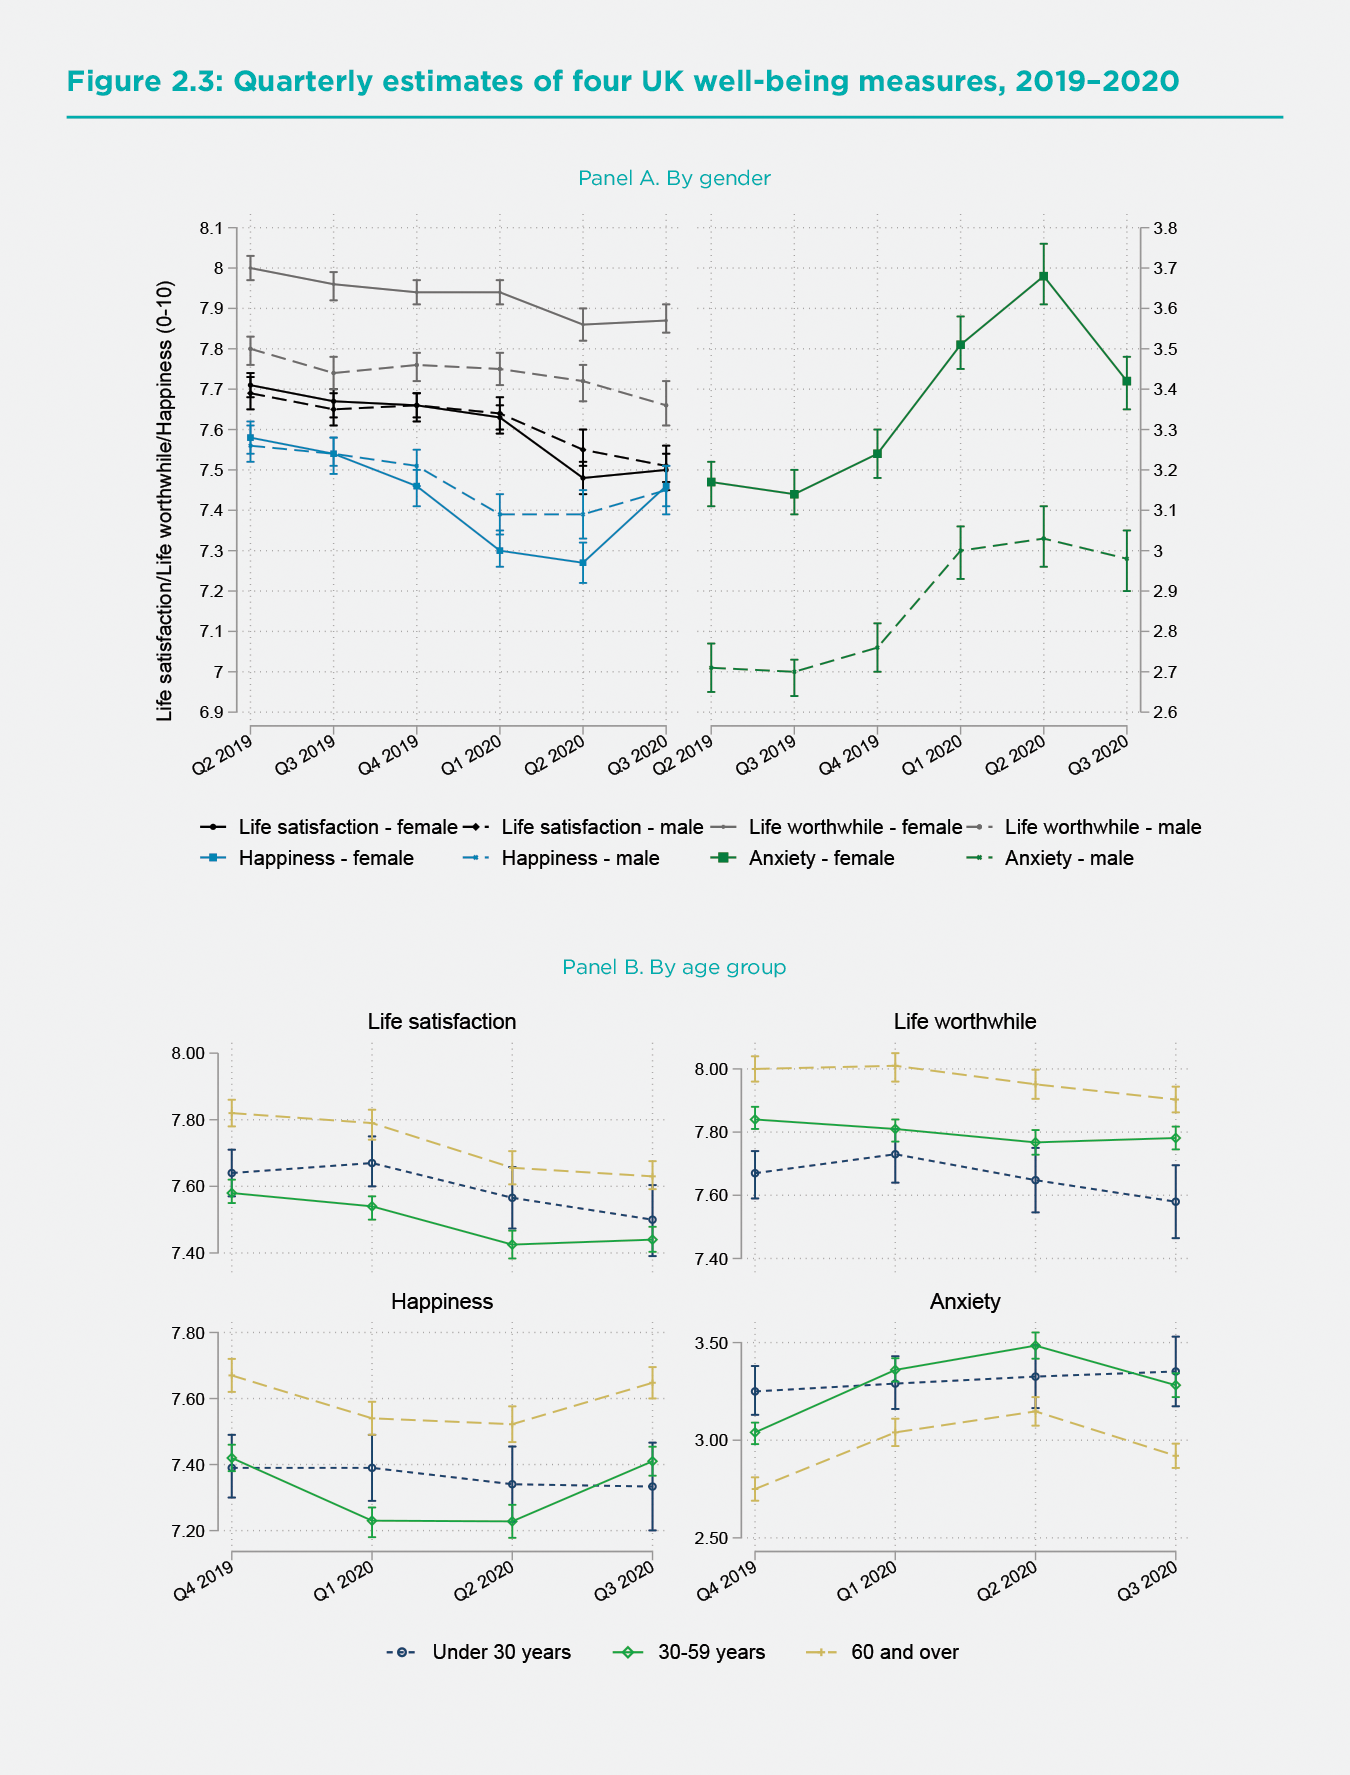 Figure 2.3: Quarterly estimates of four UK well-being measures, 2019–2020
Panel A. By gender
Life satisfaction/Life worthwhile/Happiness (0-10)
8.1
8
7.9
7.8
7.7
7.6
7.5
7.4
7.3
7.2
7.1
7
6.9
3.8
3.7
3.6
3.5
3.4
3.3
3.2
3.1
3
2.9
2.8
2.7
2.6
Q2 2019 Q3 2019 Q4 2019 Q1 2020 Q2 2020 Q3 2020 Q2 2019 Q3 2019 Q4 2019 Q1 2020 Q2 2020 Q3 2020
Life satisfaction - female Life satisfaction - male Life worthwhile - female Life worthwhile - male
Happiness - female Happiness - male Anxiety - female Anxiety - male
Panel B. By age group
Life satisfaction
8.00
7.80
7.60
7.40
Life worthwhile
8.00
7.80
7.60
7.40
Happiness
7.80
7.60
7.40
7.20
Q4 2019 Q1 2020 Q2 2020 Q3 2020
Anxiety
3.50
3.00
2.50
Q4 2019 Q1 2020 Q2 2020 Q3 2020
Under 30 years 30-59 years 60 and over